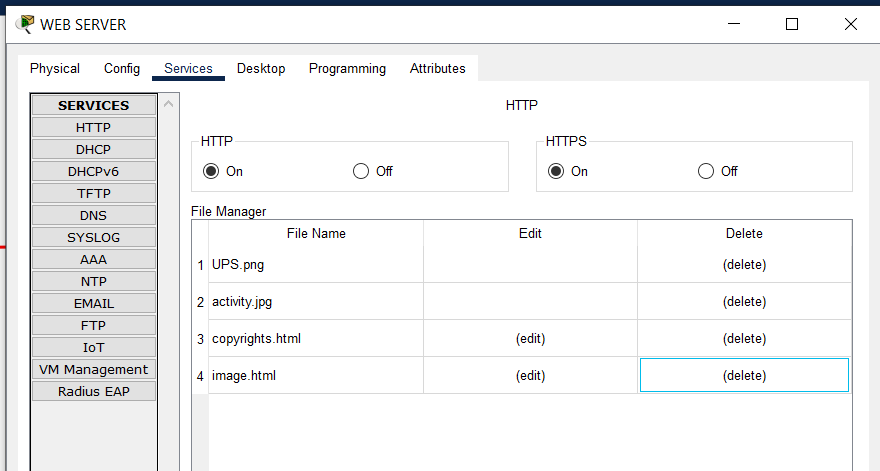 WEB SERVER
Physical Config Services Desktop Programming Attributes
SERVICES
HTTP
DHCP
DHCPv6
TFTP
DNS
SYSLOG
AAA
NTP
EMAIL
FTP
IoT
VM Management
Radius EAP
HTTP
HTTP
On Off
HTTPS
On Off
File Manager
File Name Edit Delete
1 UPS.png (delete)
2 activity.jpg (delete)
3 copyrights.html (edit) (delete)
4 image.html (edit) (delete)